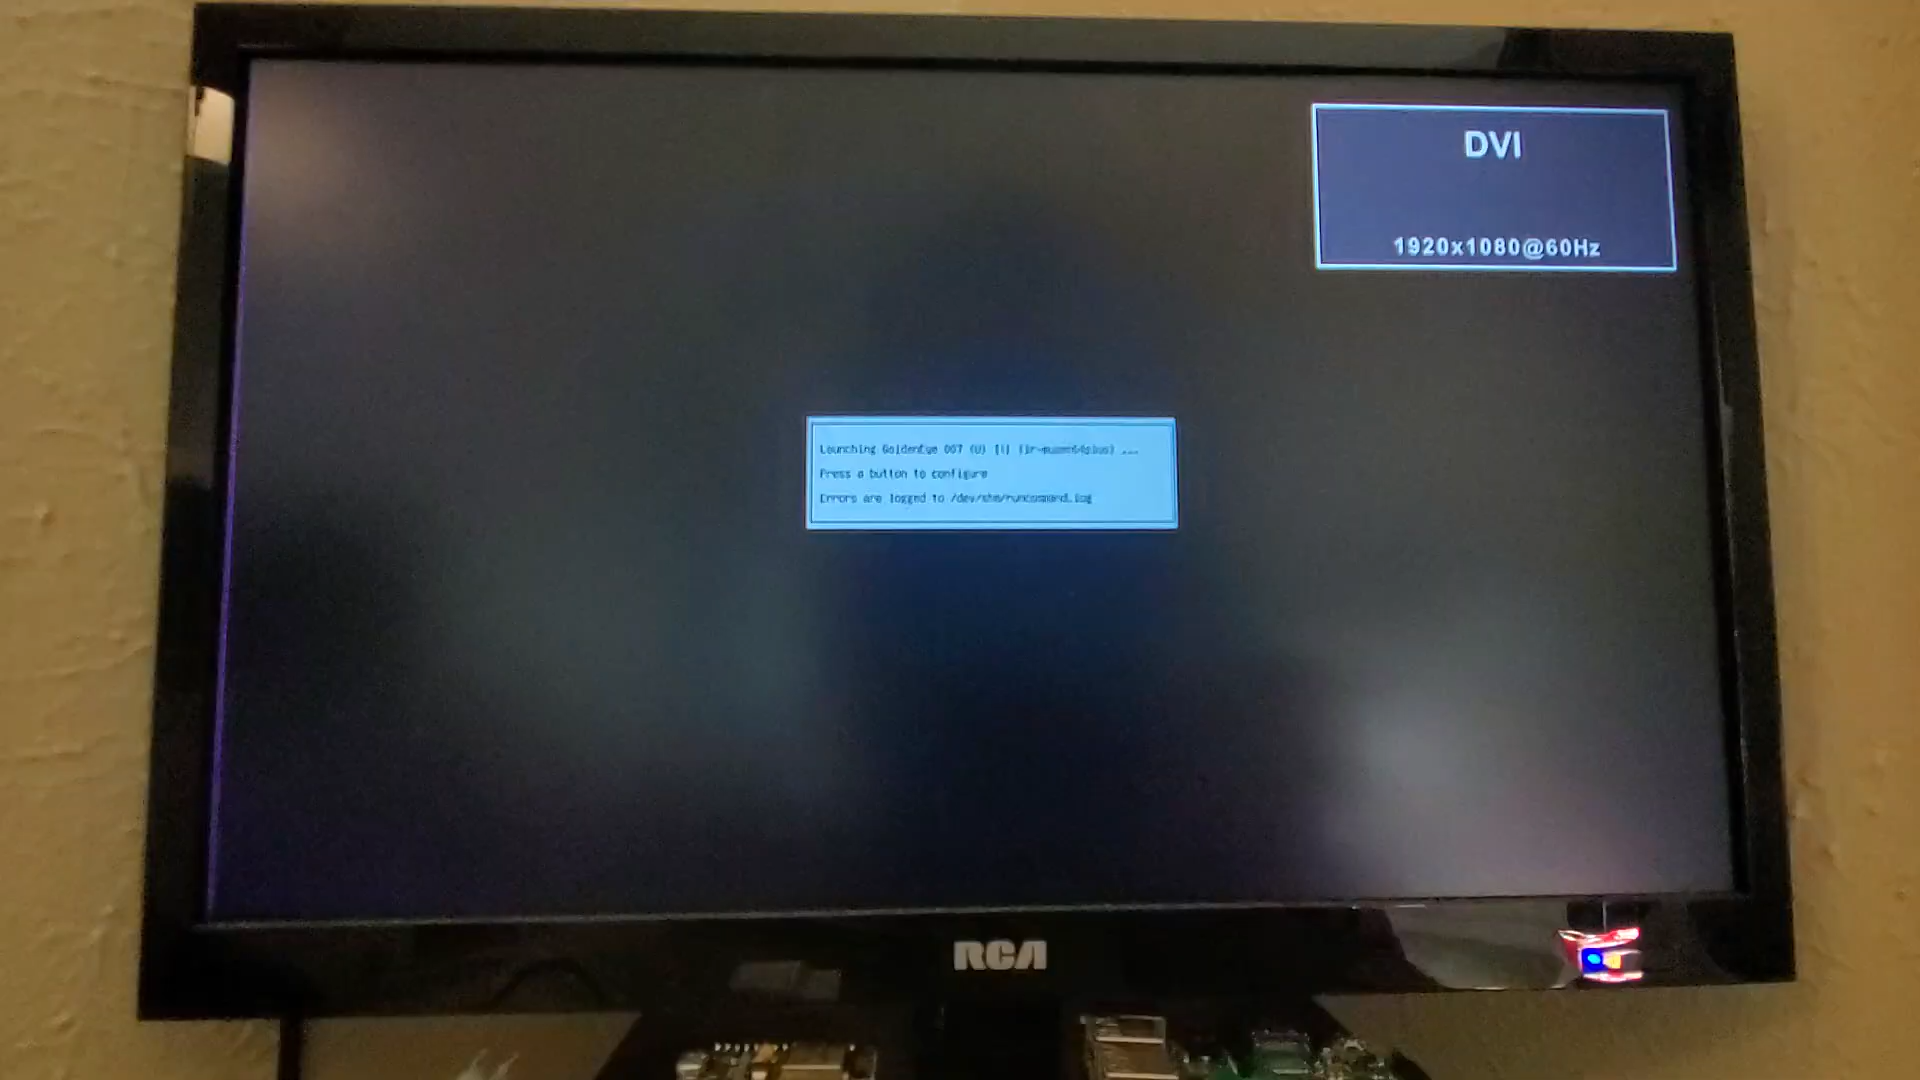 DVI
1920x1080@60Hz
Launching GoldenEye 007 (U) [!] (lr-mupen64plus) ...
Press a button to configure
Errors are logged to /dev/shm/runcommand.log
RCA